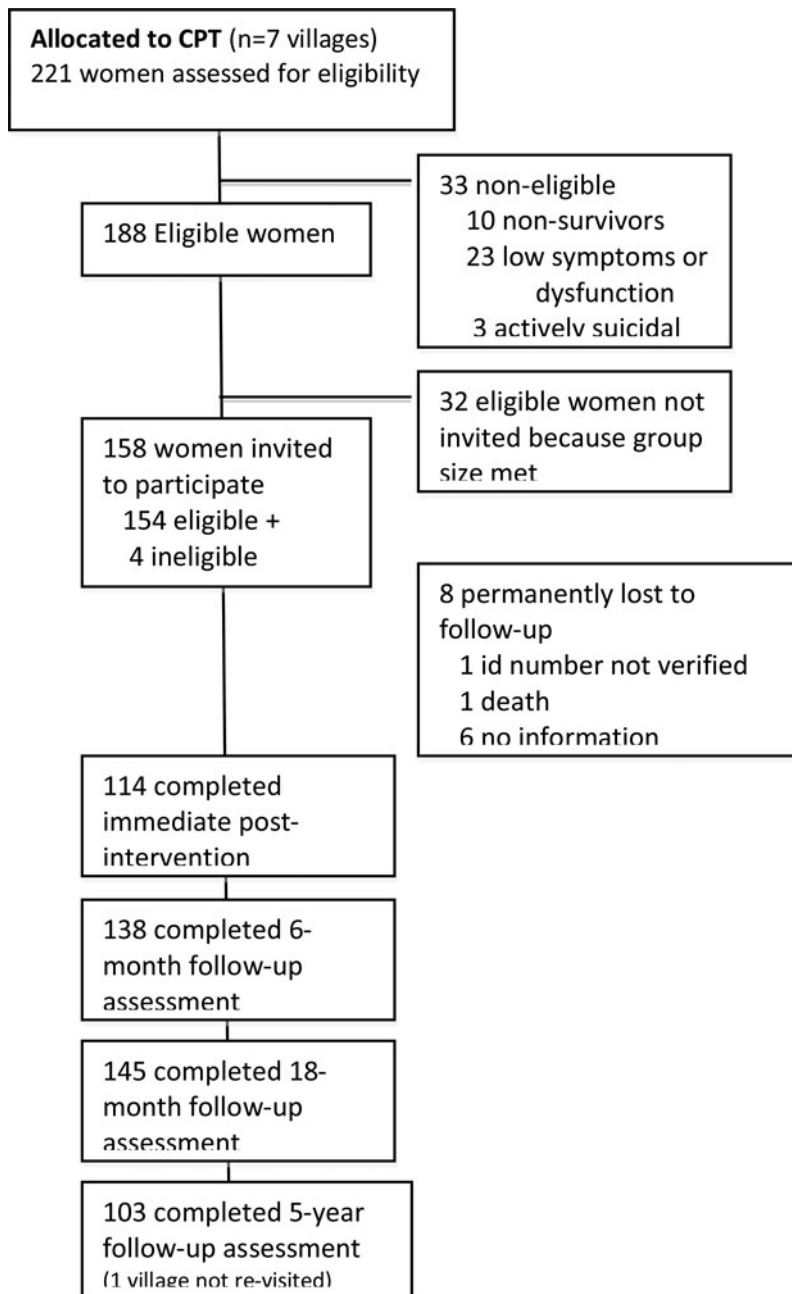 Allocated to CPT (n=7 villages)
221 women assessed for eligibility
188 Eligible women
33 non-eligible
10 non-survivors
23 low symptoms or
dysfunction
3 actively suicidal
32 eligible women not
invited because group
size met
158 women invited
to participate
154 eligible +
4 ineligible
8 permanently lost to
follow-up
1 id number not verified
1 death
6 no information
114 completed
immediate post-
intervention
138 completed 6-
month follow-up
assessment
145 completed 18-
month follow-up
assessment
103 completed 5-year
follow-up assessment
(1 village not re-visited)